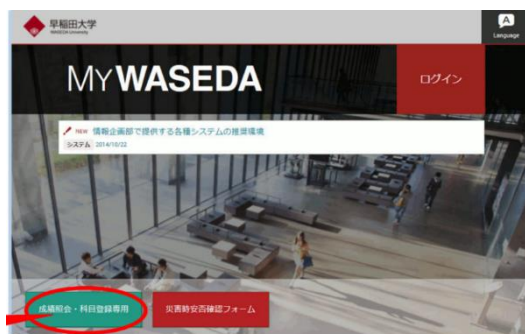 早稲田大学
WASEDA University
A
Language
MYWASEDA
ログイン
NEW 情報企画部で提供する各種システムの推奨環境
システム 2014/10/22
成績照会・科目登録専用
災害時安否確認フォーム